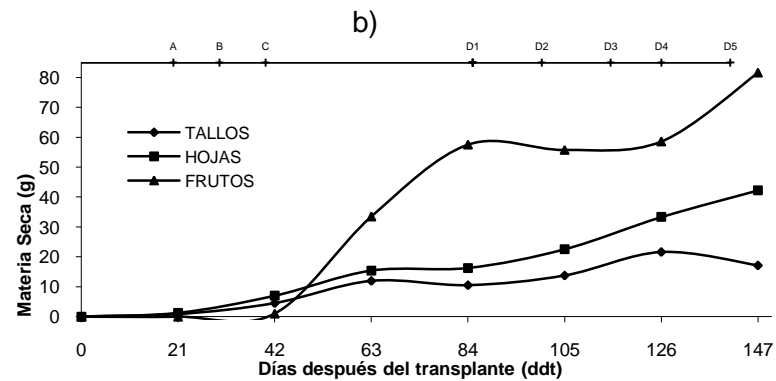 b)
A B C D1 D2 D3 D4 D5
80
70
60
50
40
30
20
10
0
TALLOS
HOJAS
FRUTOS
Materia Seca (g)
0 21 42 63 84 105 126 147
Días después del transplante (ddt)